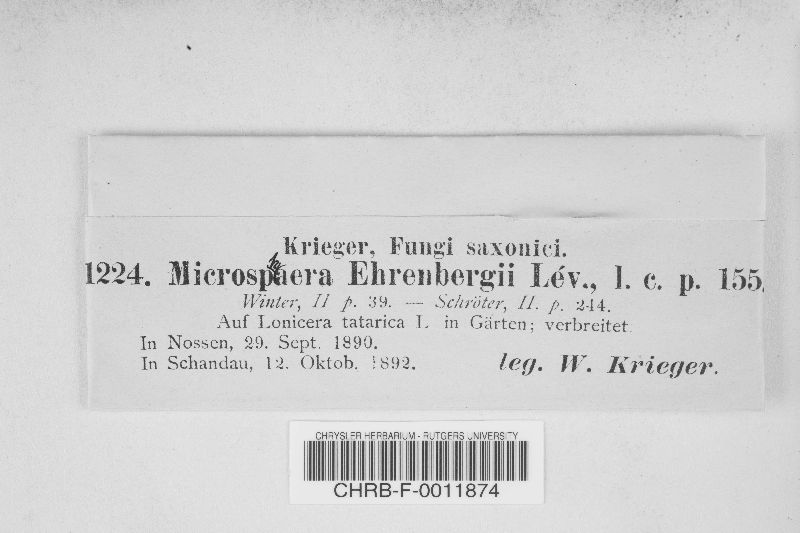 Krieger, Fungi saxonici.
1224. Microsphaera Ehrenbergii Lév., l. c. p. 155.
Winter, II p. 39. — Schröter, II. p. 244.
Auf Lonicera tatarica L. in Gärten; verbreitet.
In Nossen, 29. Sept. 1890.
In Schandau, 12. Oktob. 1892.
leg. W. Krieger.
CHRYSLER HERBARIUM - RUTGERS UNIVERSITY
CHRB-F-0011874